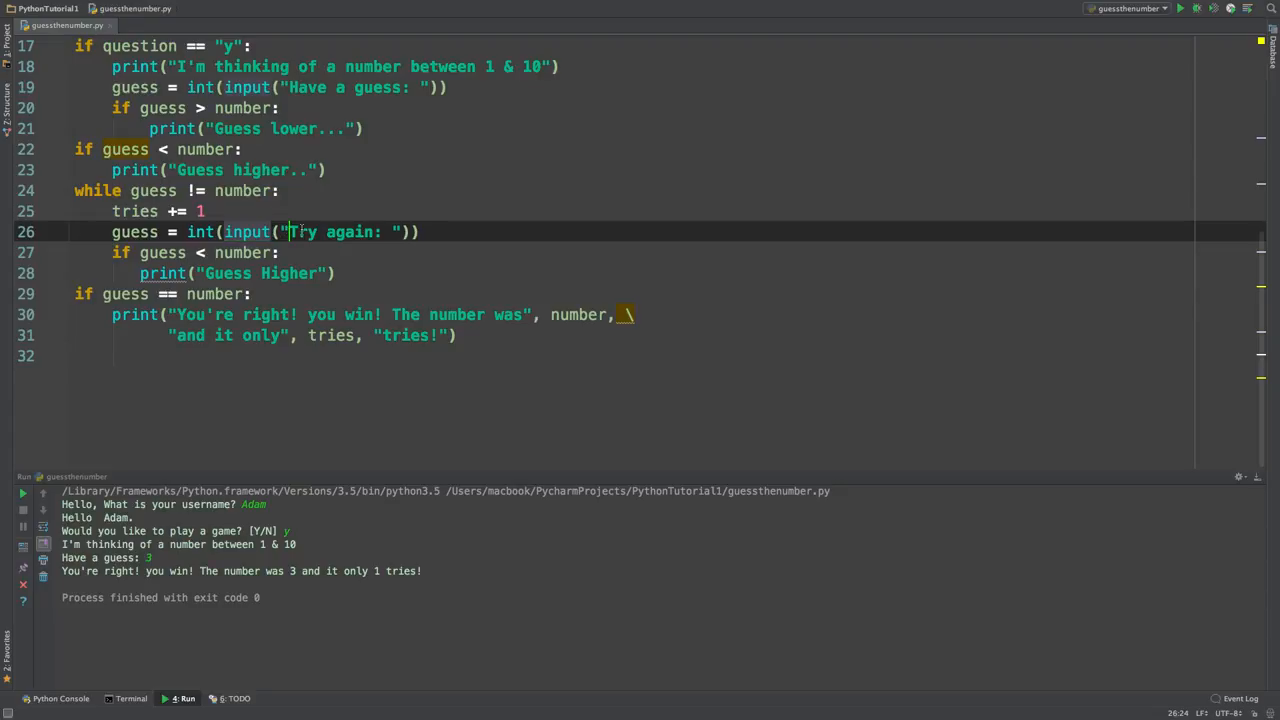 PythonTutorial1 guessthenumber.py guessthenumber
guessthenumber.py
1: Project
Z: Structure
2: Favorites
Database
17 if question == "y":
18 print("I'm thinking of a number between 1 & 10")
19 guess = int(input("Have a guess: "))
20 if guess > number:
21 print("Guess lower...")
22 if guess < number:
23 print("Guess higher..")
24 while guess != number:
25 tries += 1
26 guess = int(input("Try again: "))
27 if guess < number:
28 print("Guess Higher")
29 if guess == number:
30 print("You're right! you win! The number was", number, \
31 "and it only", tries, "tries!")
32
Run guessthenumber
/Library/Frameworks/Python.framework/Versions/3.5/bin/python3.5 /Users/macbook/PycharmProjects/PythonTutorial1/guessthenumber.py
Hello, What is your username? Adam
Hello  Adam.
Would you like to play a game? [Y/N] y
I'm thinking of a number between 1 & 10
Have a guess: 3
You're right! you win! The number was 3 and it only 1 tries!
Process finished with exit code 0
Python Console Terminal 4: Run 6: TODO Event Log
26:24 LF÷ UTF-8÷